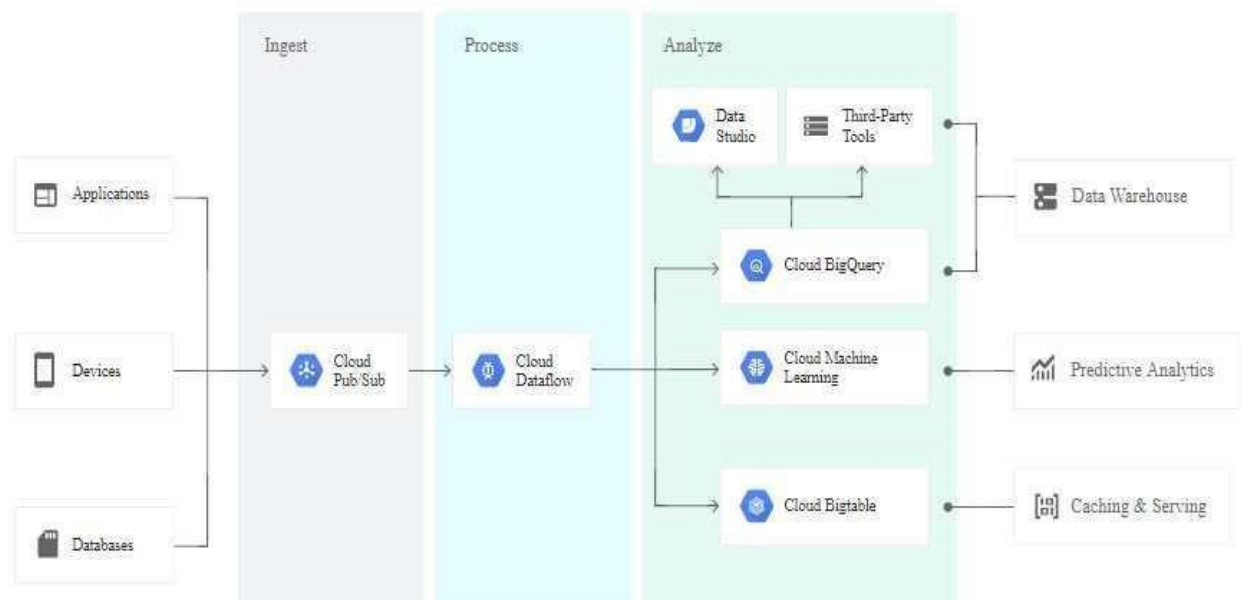 Ingest
Process
Analyze
Data
Studio
Third-Party
Tools
Applications
Data Warehouse
Cloud BigQuery
Devices
Cloud
Pub/Sub
Cloud
Dataflow
Cloud Machine
Learning
Predictive Analytics
Databases
Cloud Bigtable
Caching & Serving